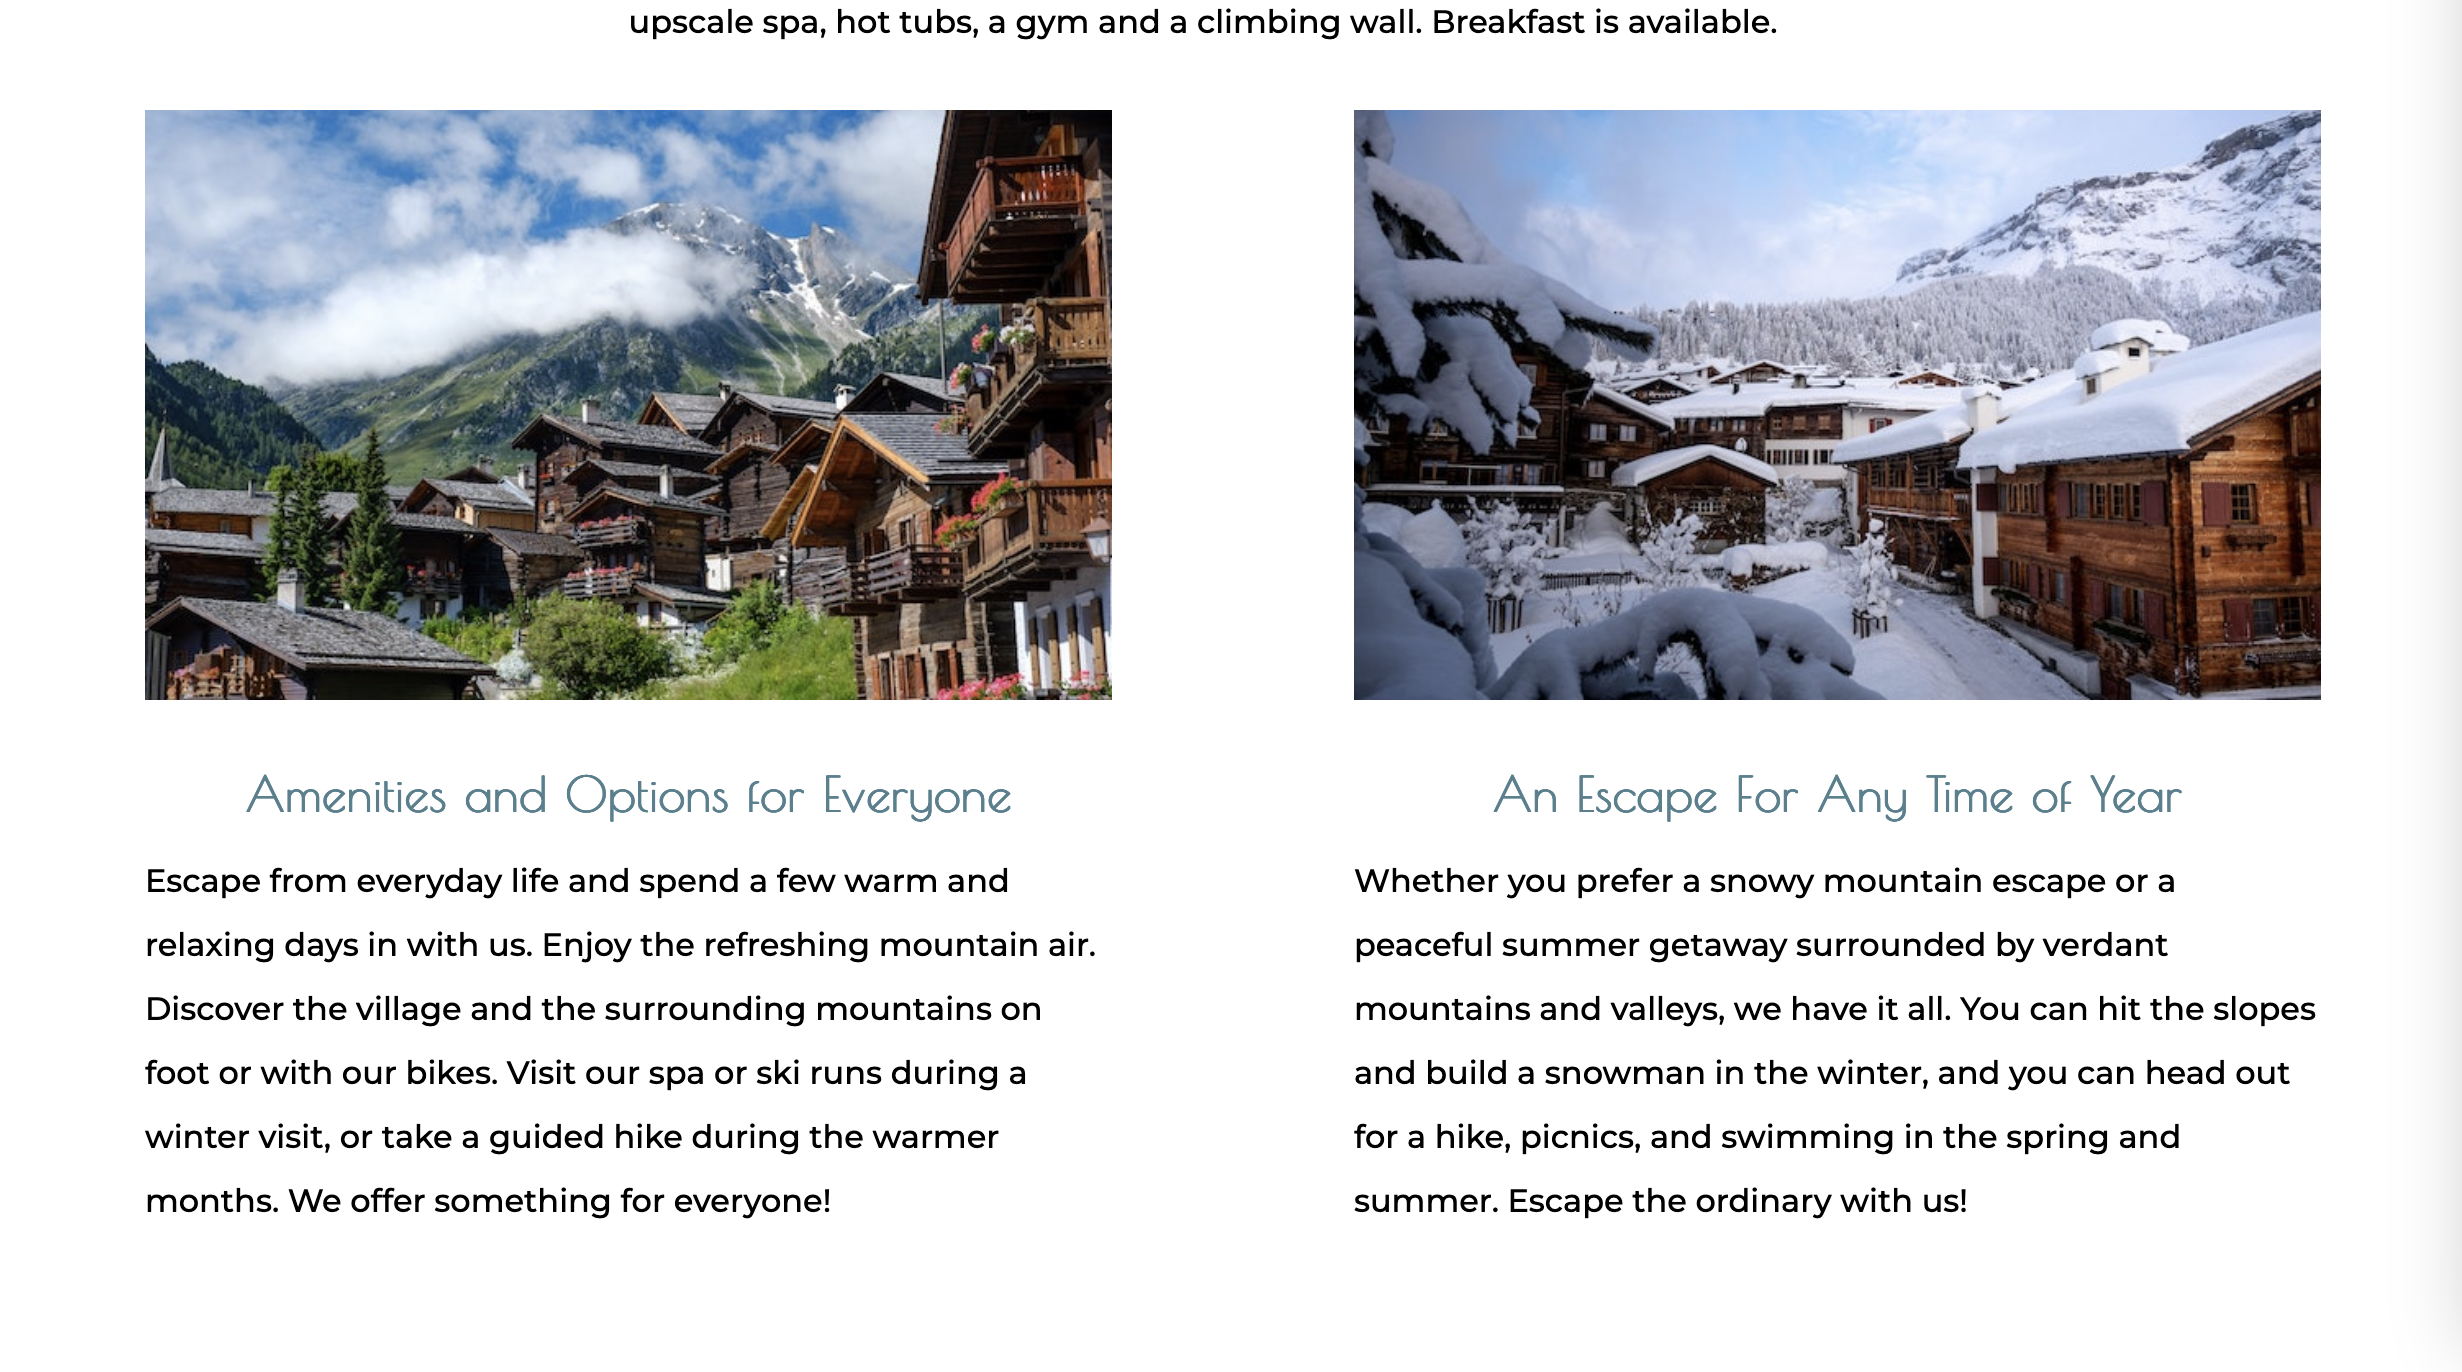 upscale spa, hot tubs, a gym and a climbing wall. Breakfast is available.
Amenities and Options for Everyone
Escape from everyday life and spend a few warm and
relaxing days in with us. Enjoy the refreshing mountain air.
Discover the village and the surrounding mountains on
foot or with our bikes. Visit our spa or ski runs during a
winter visit, or take a guided hike during the warmer
months. We offer something for everyone!
An Escape For Any Time of Year
Whether you prefer a snowy mountain escape or a
peaceful summer getaway surrounded by verdant
mountains and valleys, we have it all. You can hit the slopes
and build a snowman in the winter, and you can head out
for a hike, picnics, and swimming in the spring and
summer. Escape the ordinary with us!